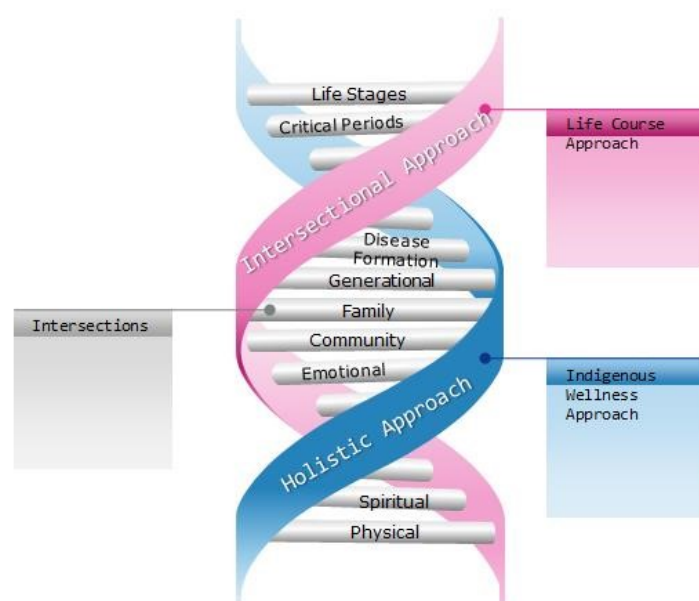 Life Stages
Critical Periods
Intersectional Approach
Life Course
Approach
Disease
Formation
Generational
Intersections
Family
Community
Emotional
Indigenous
Wellness
Approach
Holistic Approach
Spiritual
Physical